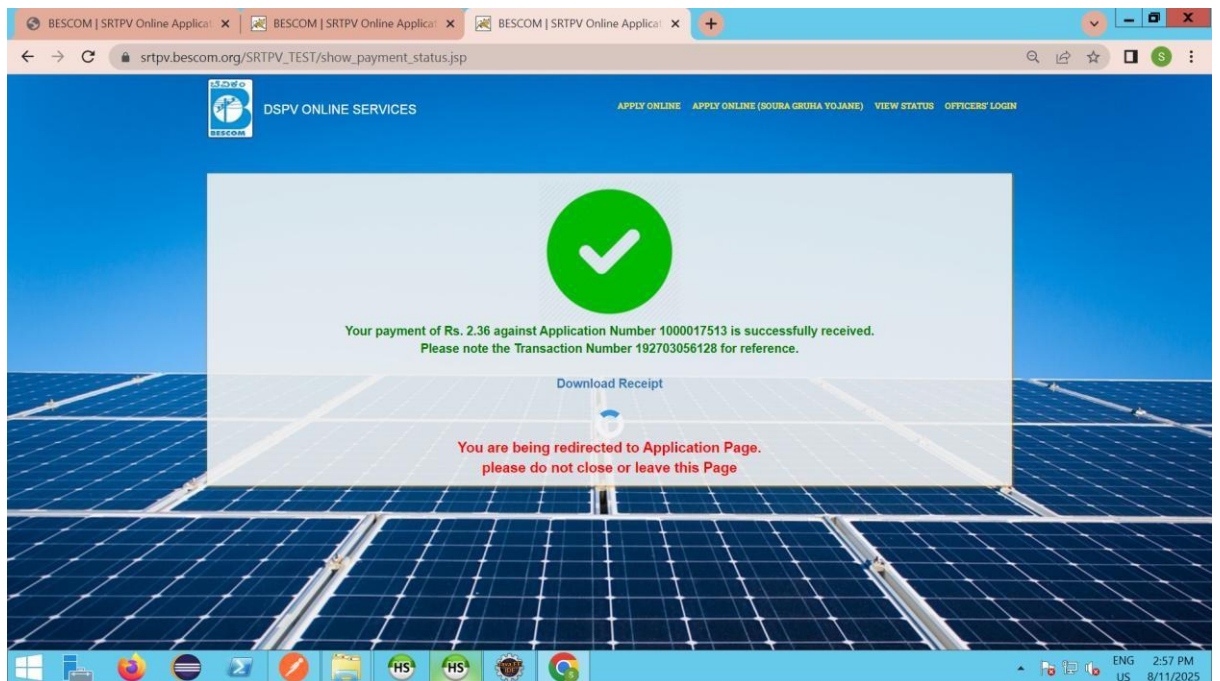 BESCOM | SRTPV Online Applicat
BESCOM | SRTPV Online Applicat
BESCOM | SRTPV Online Applicat
srtpv.bescom.org/SRTPV_TEST/show_payment_status.jsp
S
ಬೆವಿಕಂ
BESCOM
DSPV ONLINE SERVICES
APPLY ONLINE APPLY ONLINE (SOURA GRUHA YOJANE) VIEW STATUS OFFICERS' LOGIN
Your payment of Rs. 2.36 against Application Number 1000017513 is successfully received.
Please note the Transaction Number 192703056128 for reference.
Download Receipt
You are being redirected to Application Page.
please do not close or leave this Page
HS
HS
ENG 2:57 PM
US 8/11/2025